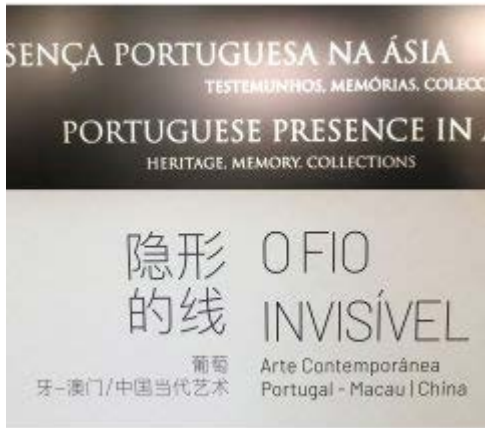 SENÇA PORTUGUESA NA ÁSIA
TESTEMUNHOS, MEMÓRIAS, COLECC
PORTUGUESE PRESENCE IN A
HERITAGE, MEMORY, COLLECTIONS
隐形
的线
葡萄
牙–澳门/中国当代艺术
O FIO
INVISÍVEL
Arte Contemporânea
Portugal - Macau | China